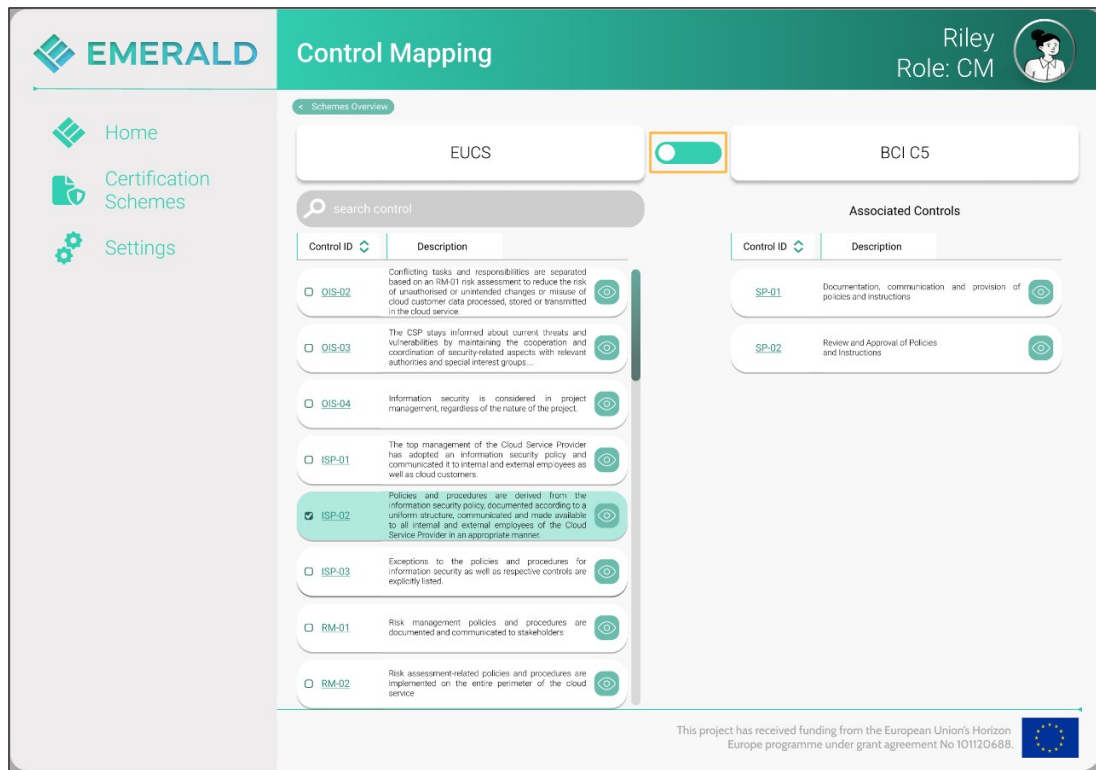 EMERALD
Control Mapping
Riley
Role: CM
Home
Certification
Schemes
Settings
< Schemes Overview
EUCS
BCI C5
search control
Associated Controls
Control ID Description
Control ID Description
OIS-02
Conflicting tasks and responsibilities are separated
based on an RM-01 risk assessment to reduce the risk
of unauthorised or unintended changes or misuse of
cloud customer data processed, stored or transmitted
in the cloud service.
OIS-03
The CSP stays informed about current threats and
vulnerabilities by maintaining the cooperation and
coordination of security-related aspects with relevant
authorities and special interest groups....
OIS-04
Information security is considered in project
management, regardless of the nature of the project.
ISP-01
The top management of the Cloud Service Provider
has adopted an information security policy and
communicated it to internal and external employees as
well as cloud customers.
ISP-02
Policies and procedures are derived from the
information security policy, documented according to a
uniform structure, communicated and made available
to all internal and external employees of the Cloud
Service Provider in an appropriate manner.
ISP-03
Exceptions to the policies and procedures for
information security as well as respective controls are
explicitly listed.
RM-01
Risk management policies and procedures are
documented and communicated to stakeholders
RM-02
Risk assessment-related policies and procedures are
implemented on the entire perimeter of the cloud
service
SP-01
Documentation, communication and provision of
policies and instructions
SP-02
Review and Approval of Policies
and Instructions
This project has received funding from the European Union's Horizon
Europe programme under grant agreement No 101120688.